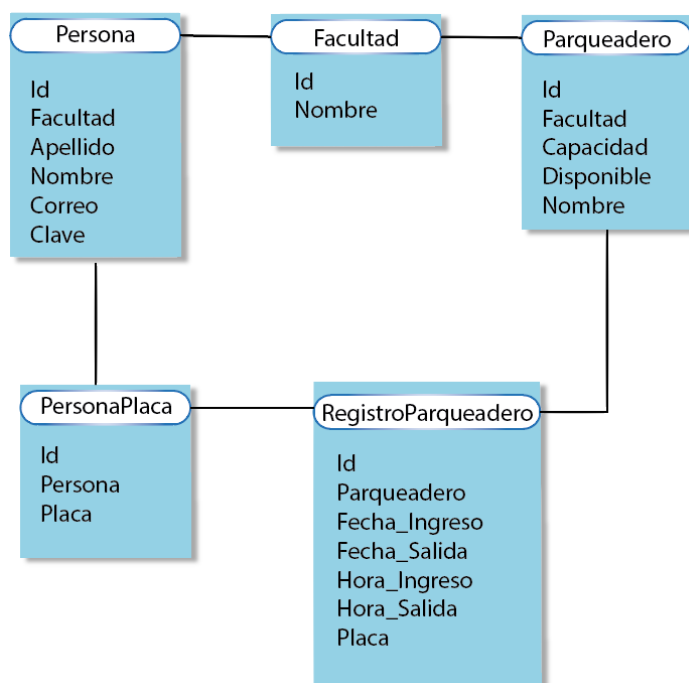 Persona
Id
Facultad
Apellido
Nombre
Correo
Clave
Facultad
Id
Nombre
Parqueadero
Id
Facultad
Capacidad
Disponible
Nombre
PersonaPlaca
Id
Persona
Placa
RegistroParqueadero
Id
Parqueadero
Fecha_Ingreso
Fecha_Salida
Hora_Ingreso
Hora_Salida
Placa